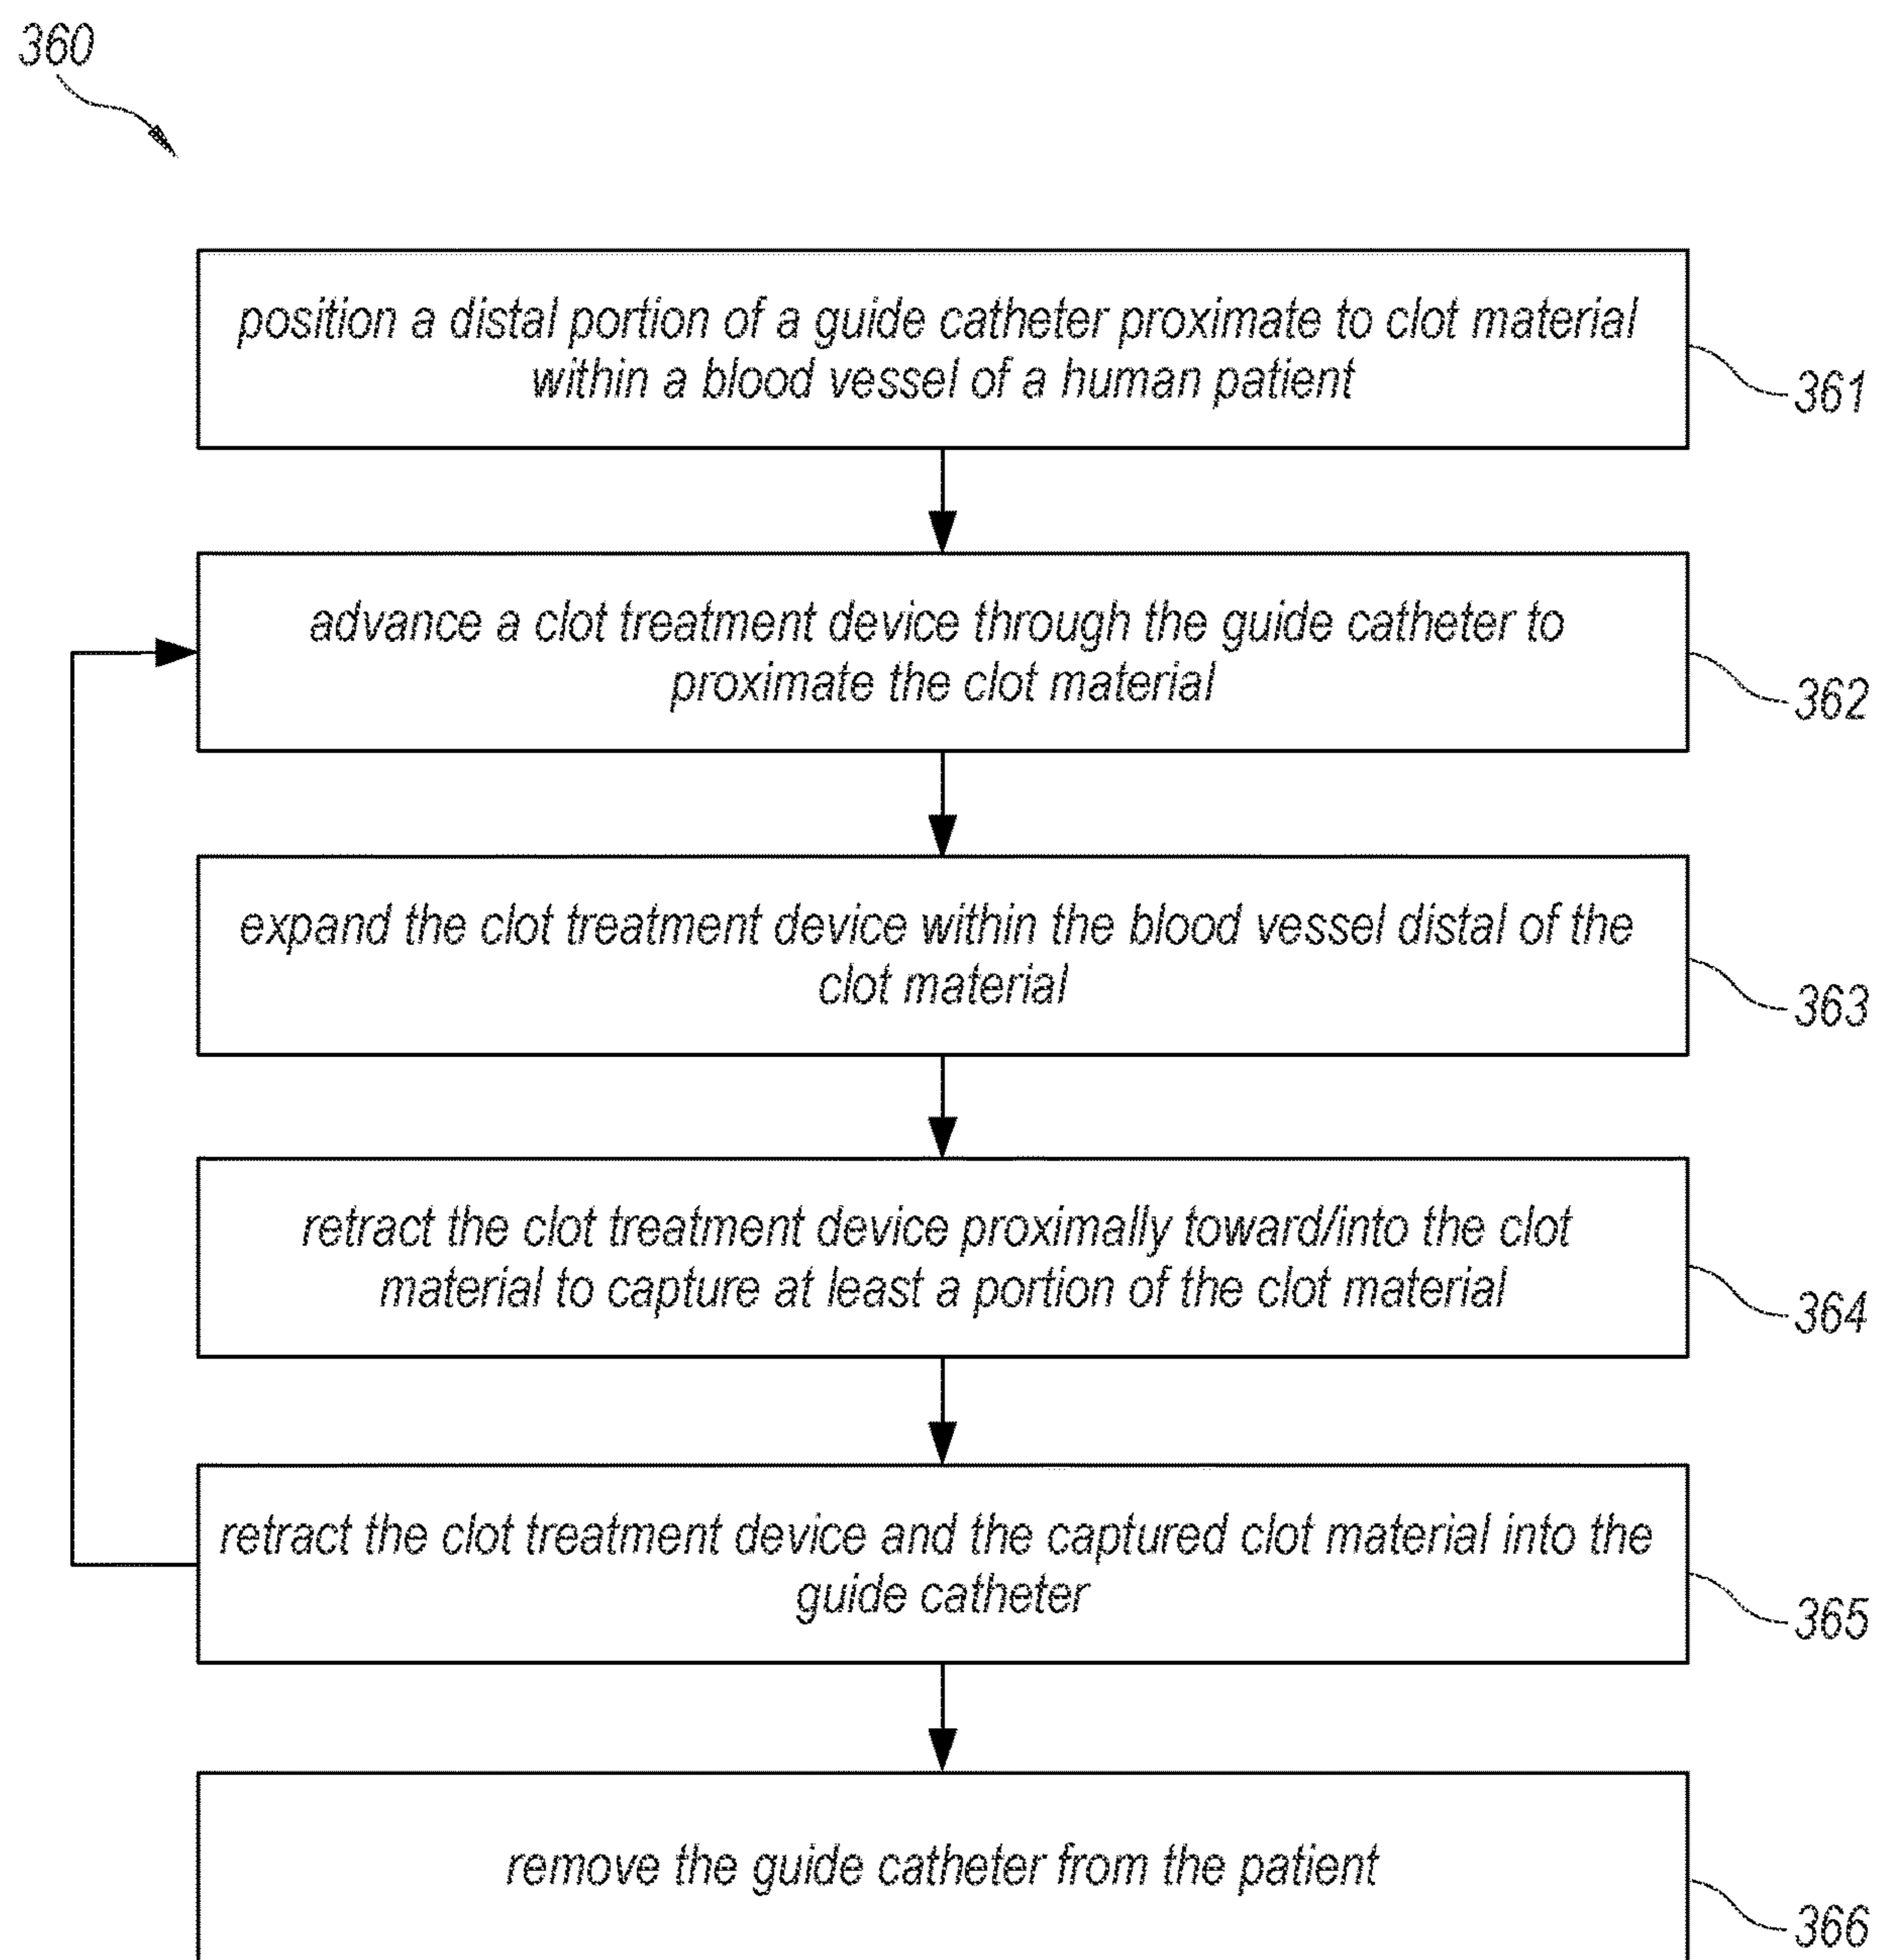 360
position a distal portion of a guide catheter proximate to clot material
within a blood vessel of a human patient
361
advance a clot treatment device through the guide catheter to
proximate the clot material
362
expand the clot treatment device within the blood vessel distal of the
clot material
363
retract the clot treatment device proximally toward/into the clot
material to capture at least a portion of the clot material
364
retract the clot treatment device and the captured clot material into the
guide catheter
365
remove the guide catheter from the patient
366